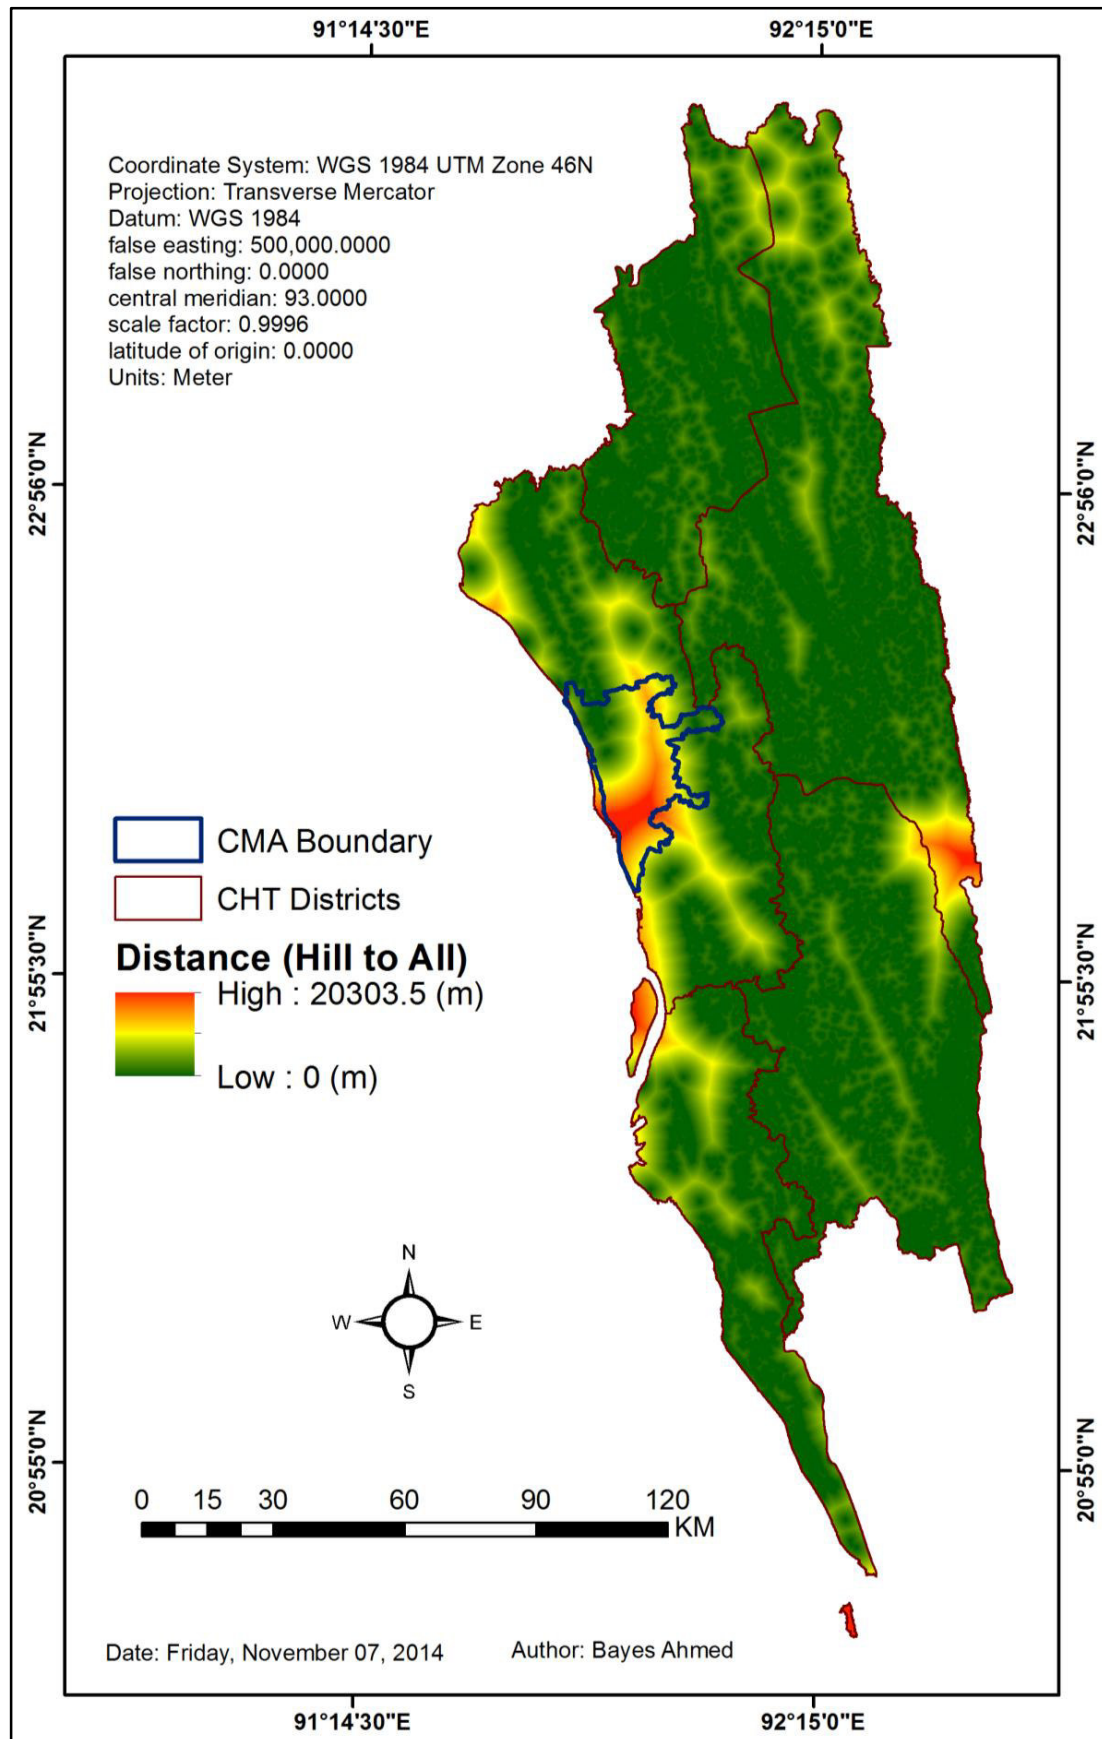 91°14'30"E 92°15'0"E
Coordinate System: WGS 1984 UTM Zone 46N
Projection: Transverse Mercator
Datum: WGS 1984
false easting: 500,000.0000
false northing: 0.0000
central meridian: 93.0000
scale factor: 0.9996
latitude of origin: 0.0000
Units: Meter
22°56'0"N 22°56'0"N
CMA Boundary
CHT Districts
Distance (Hill to All)
High : 20303.5 (m)
Low : 0 (m)
21°55'30"N 21°55'30"N
N
W E
S
20°55'0"N 20°55'0"N
0 15 30 60 90 120
KM
Date: Friday, November 07, 2014 Author: Bayes Ahmed
91°14'30"E 92°15'0"E